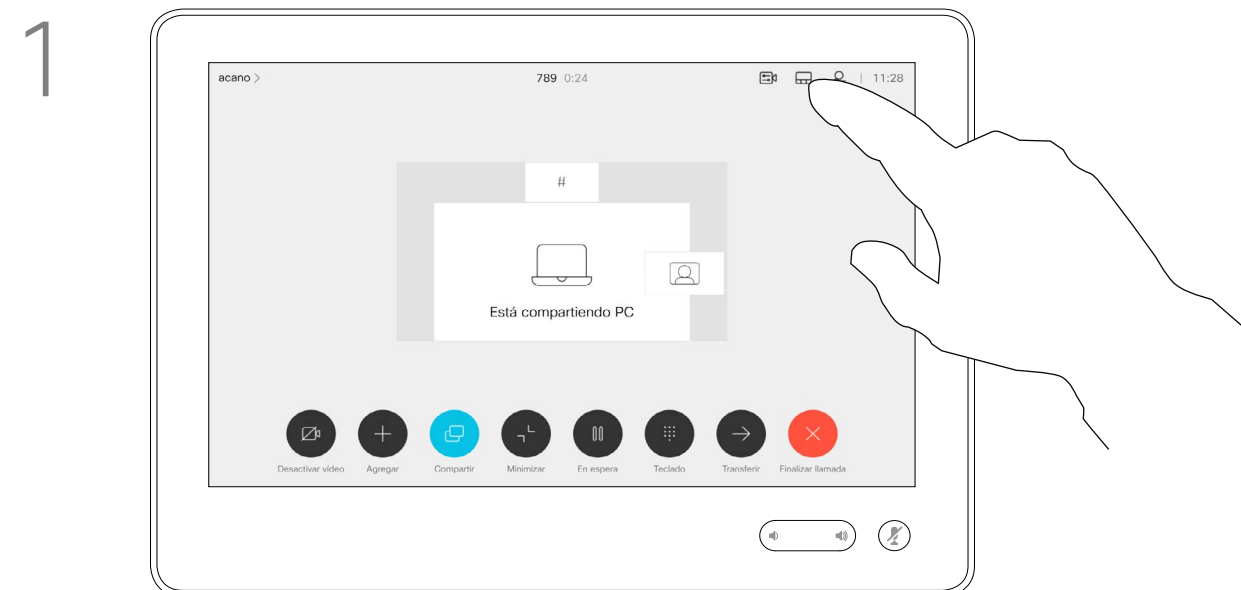 1
acano >
789 0:24
11:28
#
Está compartiendo PC
Desactivar vídeo
Agregar
Compartir
Minimizar
En espera
Teclado
Transferir
Finalizar llamada